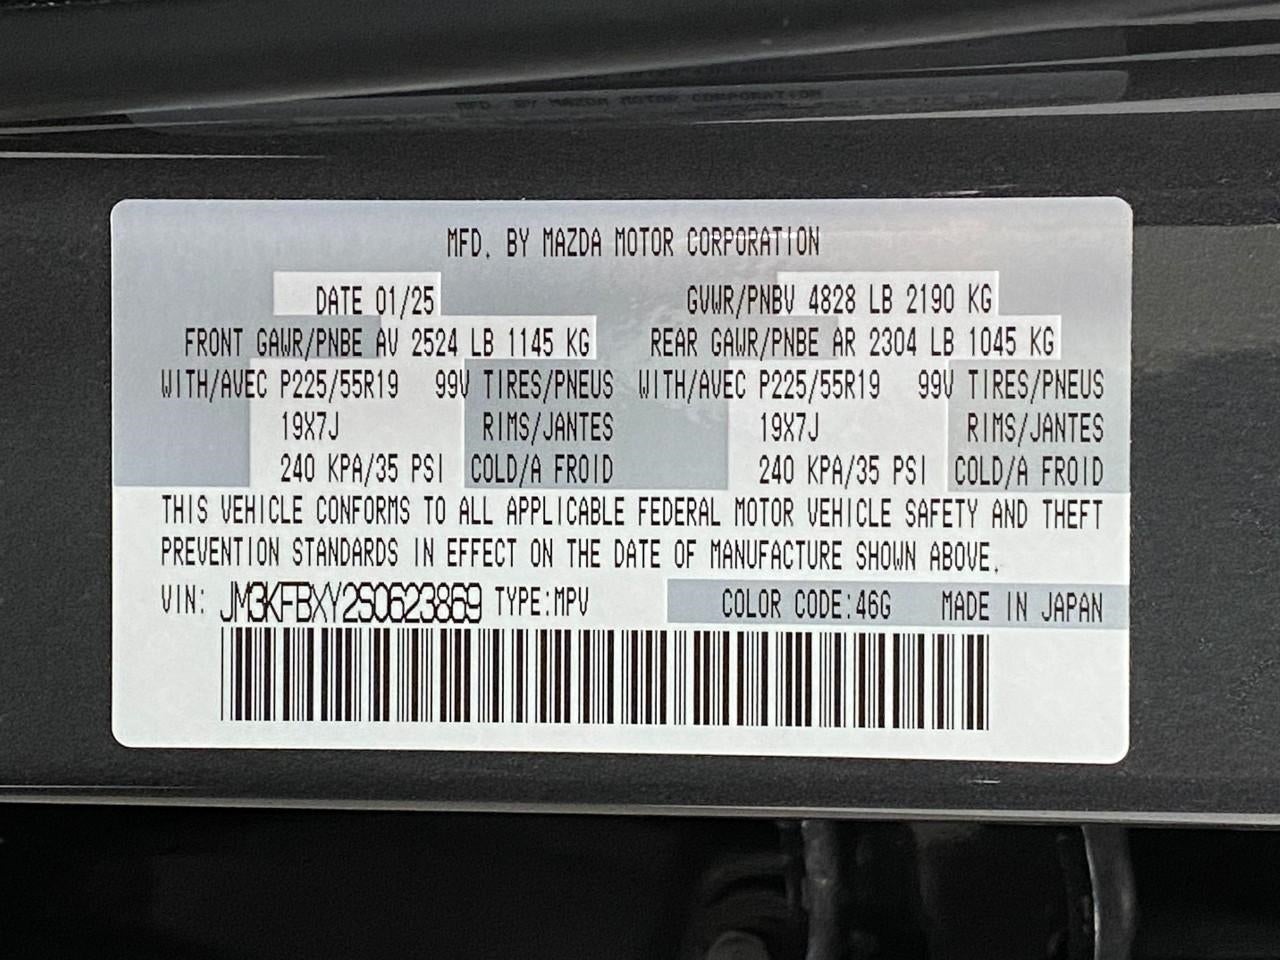 MFD. BY MAZDA MOTOR CORPORATION
DATE 01/25 GVWR/PNBV 4828 LB 2190 KG
FRONT GAWR/PNBE AV 2524 LB 1145 KG REAR GAWR/PNBE AR 2304 LB 1045 KG
WITH/AVEC P225/55R19 99V TIRES/PNEUS WITH/AVEC P225/55R19 99V TIRES/PNEUS
19X7J RIMS/JANTES 19X7J RIMS/JANTES
240 KPA/35 PSI COLD/A FROID 240 KPA/35 PSI COLD/A FROID
THIS VEHICLE CONFORMS TO ALL APPLICABLE FEDERAL MOTOR VEHICLE SAFETY AND THEFT
PREVENTION STANDARDS IN EFFECT ON THE DATE OF MANUFACTURE SHOWN ABOVE.
VIN: JM3KFBXY2S0623869 TYPE:MPV COLOR CODE:46G MADE IN JAPAN